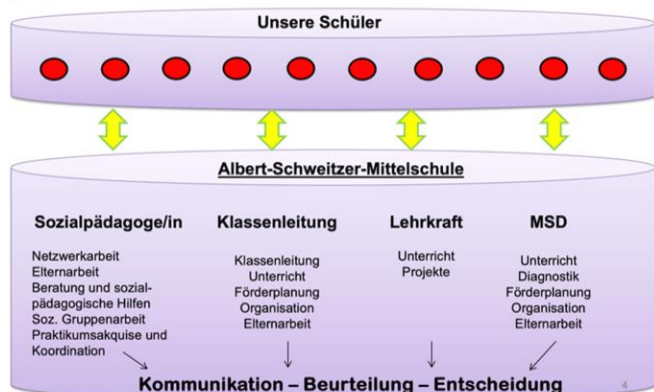 Unsere Schüler
Albert-Schweitzer-Mittelschule
Sozialpädagoge/in
Netzwerkarbeit
Elternarbeit
Beratung und sozial-
pädagogische Hilfen
Soz. Gruppenarbeit
Praktikumsakquise und
Koordination
Klassenleitung
Klassenleitung
Unterricht
Förderplanung
Organisation
Elternarbeit
Lehrkraft
Unterricht
Projekte
MSD
Unterricht
Diagnostik
Förderplanung
Organisation
Elternarbeit
Kommunikation – Beurteilung – Entscheidung
4